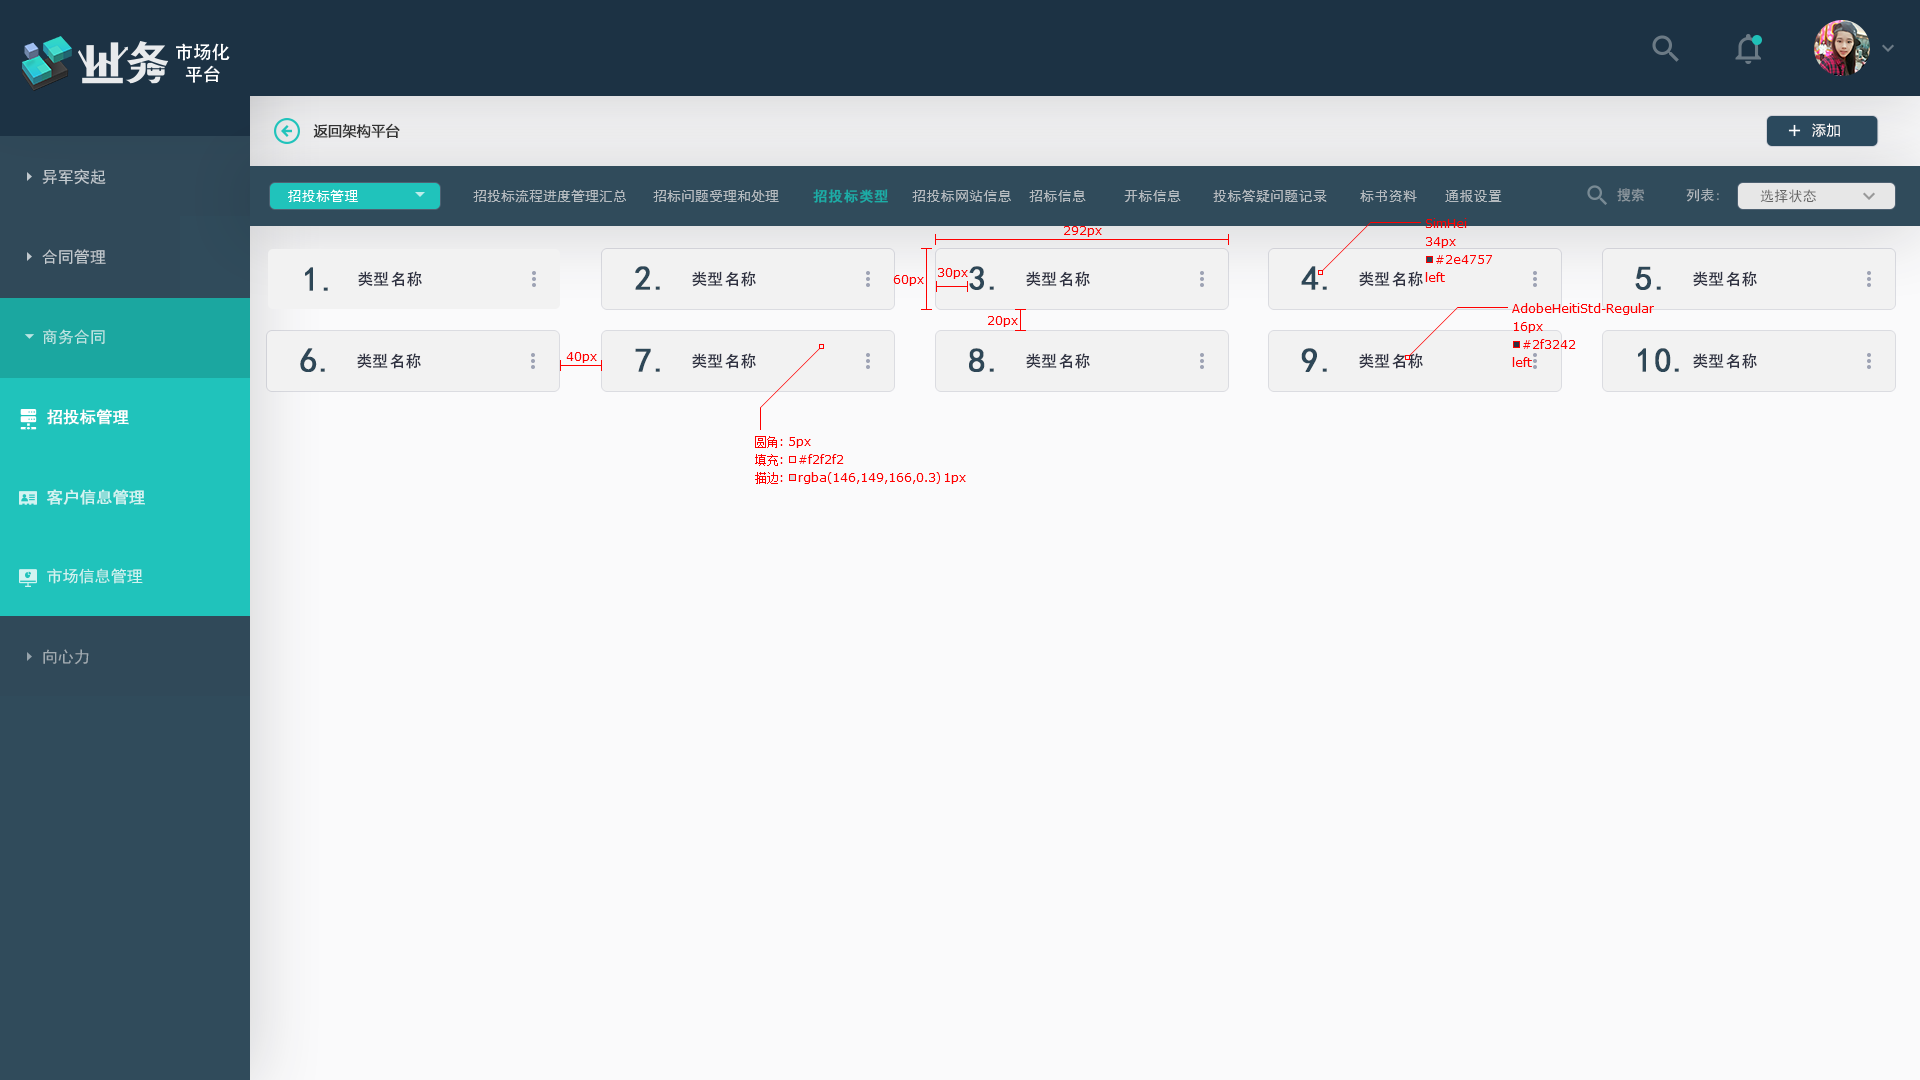 业务 市场化
平台
返回架构平台
+ 添加
异军突起
合同管理
商务合同
招投标管理
客户信息管理
市场信息管理
向心力
招投标管理 招投标流程进度管理汇总 招标问题受理和处理 招投标类型 招投标网站信息 招标信息 开标信息 投标答疑问题记录 标书资料 通报设置 搜索 列表: 选择状态
292px
SimHei
34px
#2e4757
left
1. 类型名称
2. 类型名称
60px
30px
3. 类型名称
4. 类型名称
5. 类型名称
20px
AdobeHeitiStd-Regular
16px
#2f3242
left
6. 类型名称
40px
7. 类型名称
8. 类型名称
9. 类型名称
10. 类型名称
圆角: 5px
填充: #f2f2f2
描边: rgba(146,149,166,0.3) 1px